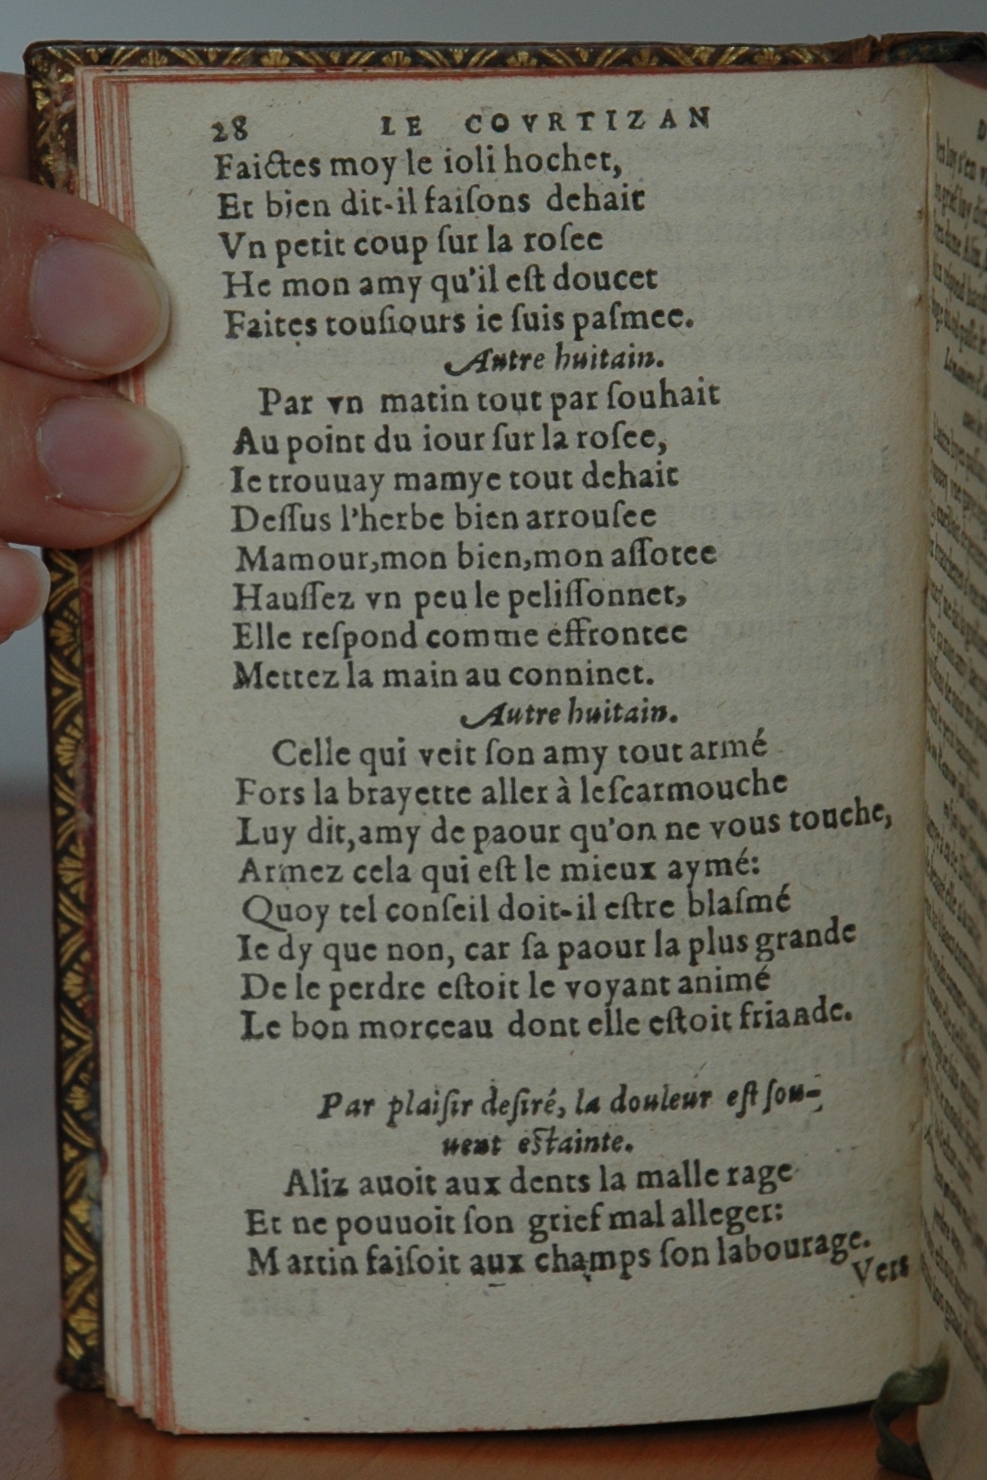 28 LE COVRTIZAN
Faictes moy le ioli hochet,
Et bien dit-il faiſons dehait
Vn petit coup ſur la roſee
He mon amy qu'il eſt doucet
Faites touſiours ie ſuis paſmee.
Autre huitain.
Par vn matin tout par ſouhait
Au point du iour ſur la roſee,
Ie trouuay mamye tout dehait
Deſſus l'herbe bien arrouſee
Mamour,mon bien,mon aſſotee
Hauſſez vn peu le peliſſonnet,
Elle reſpond comme effrontee
Mettez la main au conninet.
Autre huitain.
Celle qui veit ſon amy tout armé
Fors la brayette aller à leſcarmouche
Luy dit,amy de paour qu'on ne vous touche,
Armez cela qui eſt le mieux aymé:
Quoy tel conſeil doit-il eſtre blaſmé
Ie dy que non, car ſa paour la plus grande
De le perdre eſtoit le voyant animé
Le bon morceau dont elle eſtoit friande.
Par plaiſir deſiré, la douleur eſt ſou-
uent eſtainte.
Aliz auoit aux dents la malle rage
Et ne pouuoit ſon grief mal alleger:
Martin faiſoit aux champs ſon labourage.
Vers